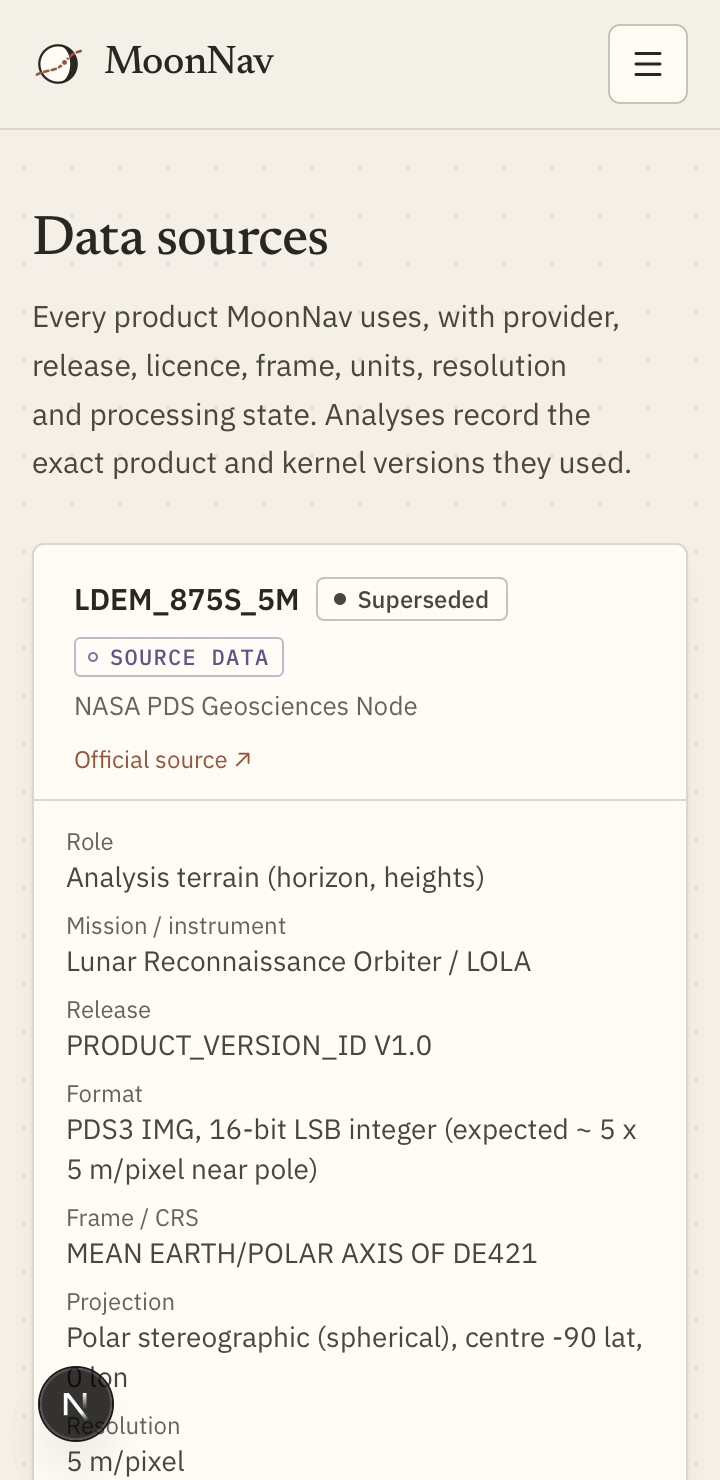 MoonNav
Data sources
Every product MoonNav uses, with provider,
release, licence, frame, units, resolution
and processing state. Analyses record the
exact product and kernel versions they used.
LDEM_875S_5M
Superseded
SOURCE DATA
NASA PDS Geosciences Node
Official source ↗
Role
Analysis terrain (horizon, heights)
Mission / instrument
Lunar Reconnaissance Orbiter / LOLA
Release
PRODUCT_VERSION_ID V1.0
Format
PDS3 IMG, 16-bit LSB integer (expected ~ 5 x
5 m/pixel near pole)
Frame / CRS
MEAN EARTH/POLAR AXIS OF DE421
Projection
Polar stereographic (spherical), centre -90 lat,
0 lon
N
Resolution
5 m/pixel